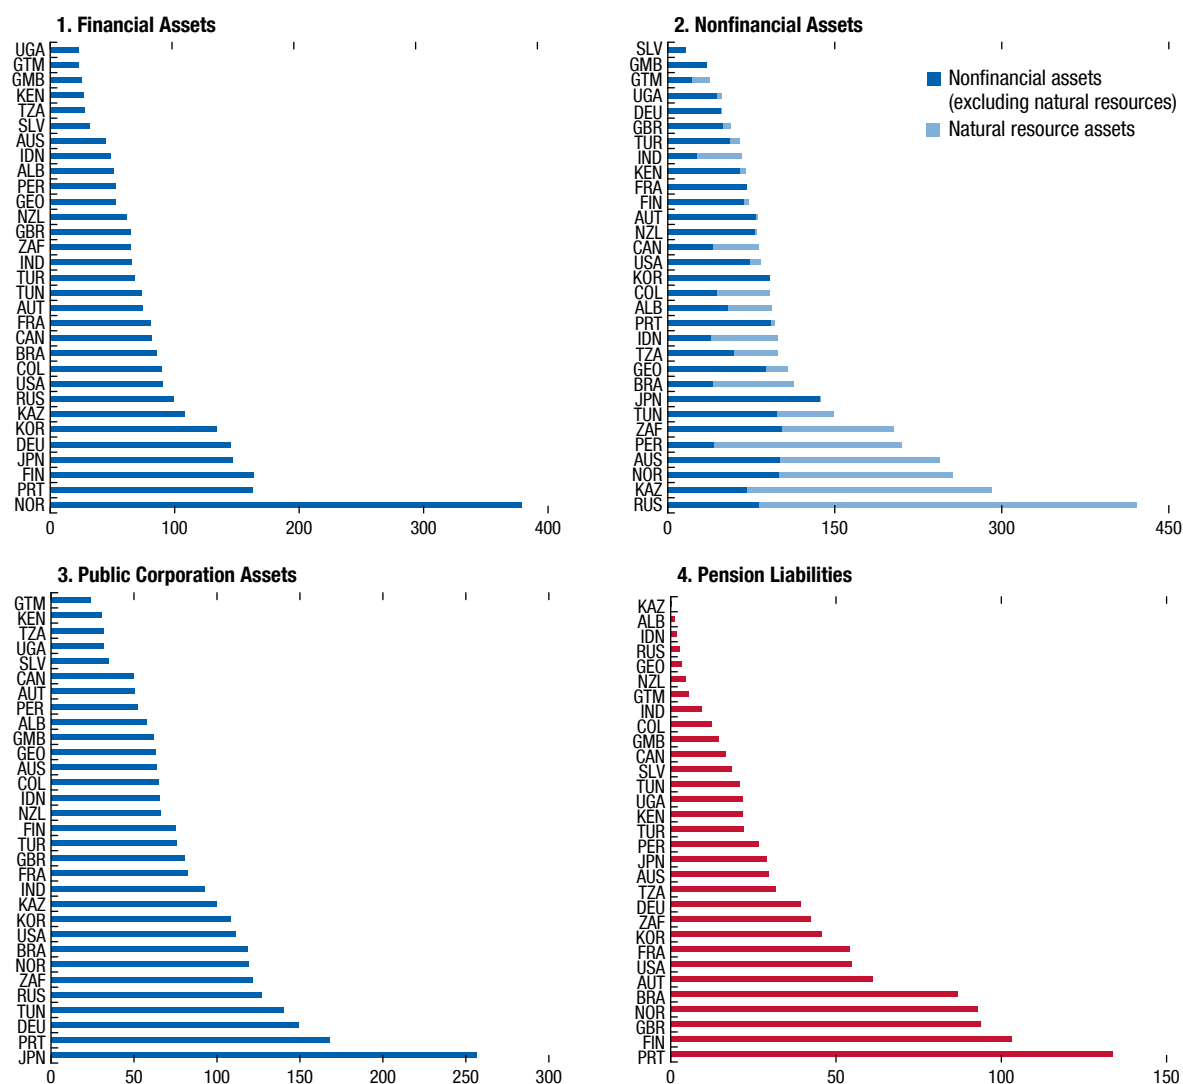 1. Financial Assets
UGA
GTM
GMB
KEN
TZA
SLV
AUS
IDN
ALB
PER
GEO
NZL
GBR
ZAF
IND
TUR
TUN
AUT
FRA
CAN
BRA
COL
USA
RUS
KAZ
KOR
DEU
JPN
FIN
PRT
NOR
0 100 200 300 400
2. Nonfinancial Assets
Nonfinancial assets
(excluding natural resources)
Natural resource assets
SLV
GMB
GTM
UGA
DEU
GBR
TUR
IND
KEN
FRA
FIN
AUT
NZL
CAN
USA
KOR
COL
ALB
PRT
IDN
TZA
GEO
BRA
JPN
TUN
ZAF
PER
AUS
NOR
KAZ
RUS
0 150 300 450
3. Public Corporation Assets
GTM
KEN
TZA
UGA
SLV
CAN
AUT
PER
ALB
GMB
GEO
AUS
COL
IDN
NZL
FIN
TUR
GBR
FRA
IND
KAZ
KOR
USA
BRA
NOR
ZAF
RUS
TUN
DEU
PRT
JPN
0 50 100 150 200 250 300
4. Pension Liabilities
KAZ
ALB
IDN
RUS
GEO
NZL
GTM
IND
COL
GMB
CAN
SLV
TUN
UGA
KEN
TUR
PER
JPN
AUS
TZA
DEU
ZAF
KOR
FRA
USA
AUT
BRA
NOR
GBR
FIN
PRT
0 50 100 150